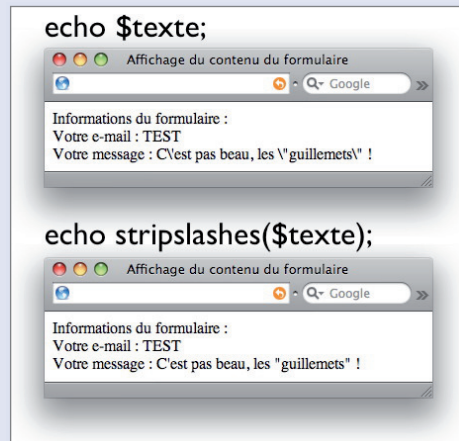 echo $texte;
Affichage du contenu du formulaire
Google
Informations du formulaire :
Votre e-mail : TEST
Votre message : C\'est pas beau, les \"guillemets\" !
echo stripslashes($texte);
Affichage du contenu du formulaire
Google
Informations du formulaire :
Votre e-mail : TEST
Votre message : C'est pas beau, les "guillemets" !